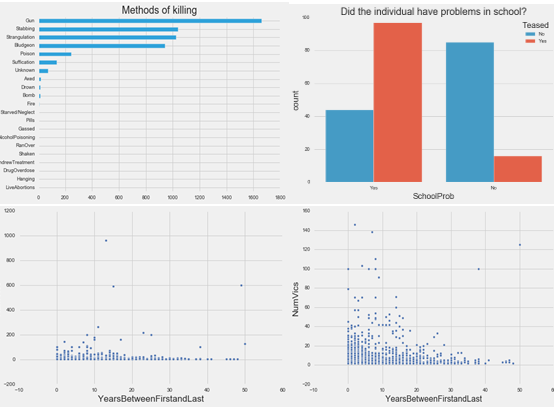 Methods of killing
Gun
Stabbing
Strangulation
Bludgeon
Poison
Suffication
Unknown
Axed
Drown
Bomb
Fire
Starved/Neglect
Pills
Gassed
lcoholPoisoning
RanOver
Shaken
ndrewTreatment
DrugOverdose
Hanging
LiveAbortions
0 200 400 600 800 1000 1200 1400 1600 1800
Did the individual have problems in school?
Teased
No
Yes
100
80
60
40
20
0
count
Yes No
SchoolProb
1200
1000
800
600
400
200
0
−200
−10 0 10 20 30 40 50 60
YearsBetweenFirstandLast
160
140
120
100
80
60
40
20
0
−20
NumVics
−10 0 10 20 30 40 50 60
YearsBetweenFirstandLast